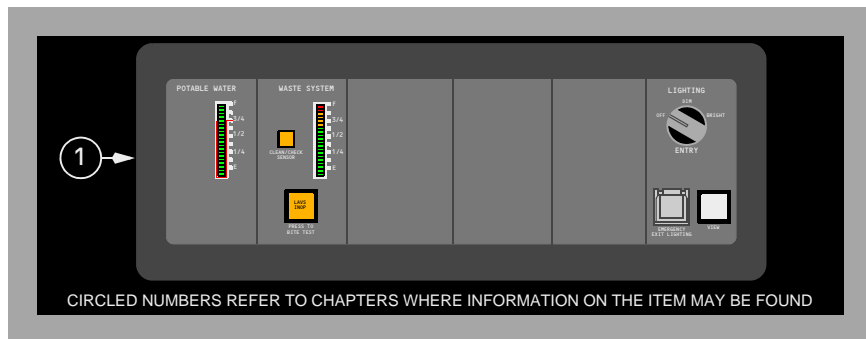 POTABLE WATER
F
3/4
1/2
1/4
E
WASTE SYSTEM
F
3/4
1/2
1/4
E
CLEAN/CHECK
SENSOR
LAVS
INOP
PRESS TO
BITE TEST
LIGHTING
DIM
OFF
BRIGHT
ENTRY
EMERGENCY
EXIT LIGHTING
VIEW
1
CIRCLED NUMBERS REFER TO CHAPTERS WHERE INFORMATION ON THE ITEM MAY BE FOUND